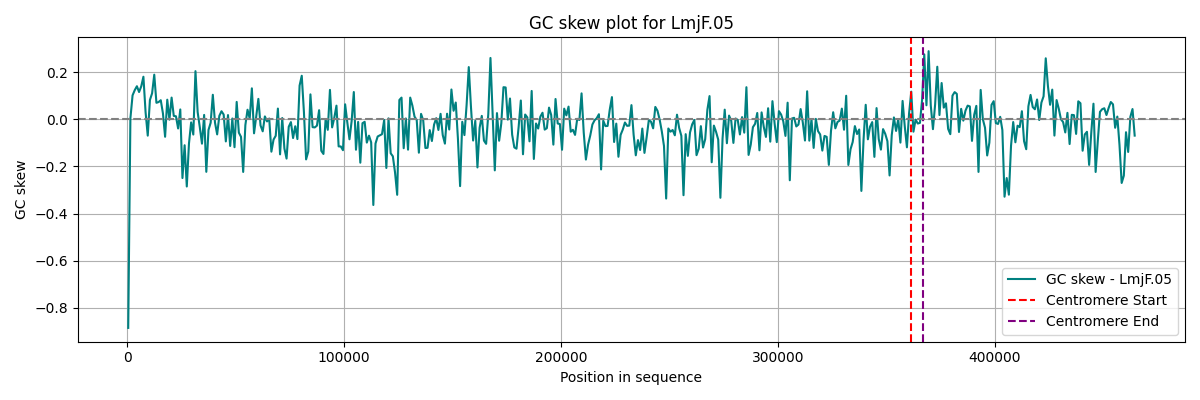 GC skew plot for LmjF.05
GC skew
0.2
0.0
−0.2
−0.4
−0.6
−0.8
0
100000
200000
300000
400000
Position in sequence
GC skew - LmjF.05
Centromere Start
Centromere End